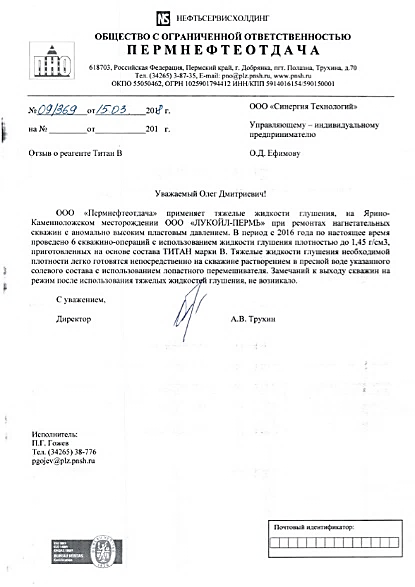 NS НЕФТЬСЕРВИСХОЛДИНГ
ОБЩЕСТВО С ОГРАНИЧЕННОЙ ОТВЕТСТВЕННОСТЬЮ
ПЕРМНЕФТЕОТДАЧА
618703, Российская Федерация, Пермский край, г. Добрянка, пгт. Полазна, Трухина, д.70
Тел. (34265) 3-87-35, E-mail: pno@plz.pnsh.ru, www.pnsh.ru
ОКПО 55050462, ОГРН 1025901794412 ИНН/КПП 5914016154/590150001
№ 09/369 от 15.03 2018 г.
на № от 201 г.
ООО «Синергия Технологий»
Управляющему – индивидуальному
предпринимателю
Отзыв о реагенте Титан В
О.Д. Ефимову
Уважаемый Олег Дмитриевич!
ООО «Пермнефтеотдача» применяет тяжелые жидкости глушения, на Ярино-
Каменноложском месторождении ООО «ЛУКОЙЛ-ПЕРМЬ» при ремонтах нагнетательных
скважин с аномально высоким пластовым давлением. В период с 2016 года по настоящее время
проведено 6 скважино-операций с использованием жидкости глушения плотностью до 1,45 г/см3,
приготовленных на основе состава ТИТАН марки В. Тяжелые жидкости глушения необходимой
плотности легко готовятся непосредственно на скважине растворением в пресной воде указанного
солевого состава с использованием лопастного перемешивателя. Замечаний к выходу скважин на
режим после использования тяжелых жидкостей глушения, не возникало.
С уважением,
Директор
А.В. Трухин
Исполнитель:
П.Г. Гожев
Тел. (34265) 38-776
pgojev@plz.pnsh.ru
Почтовый идентификатор: